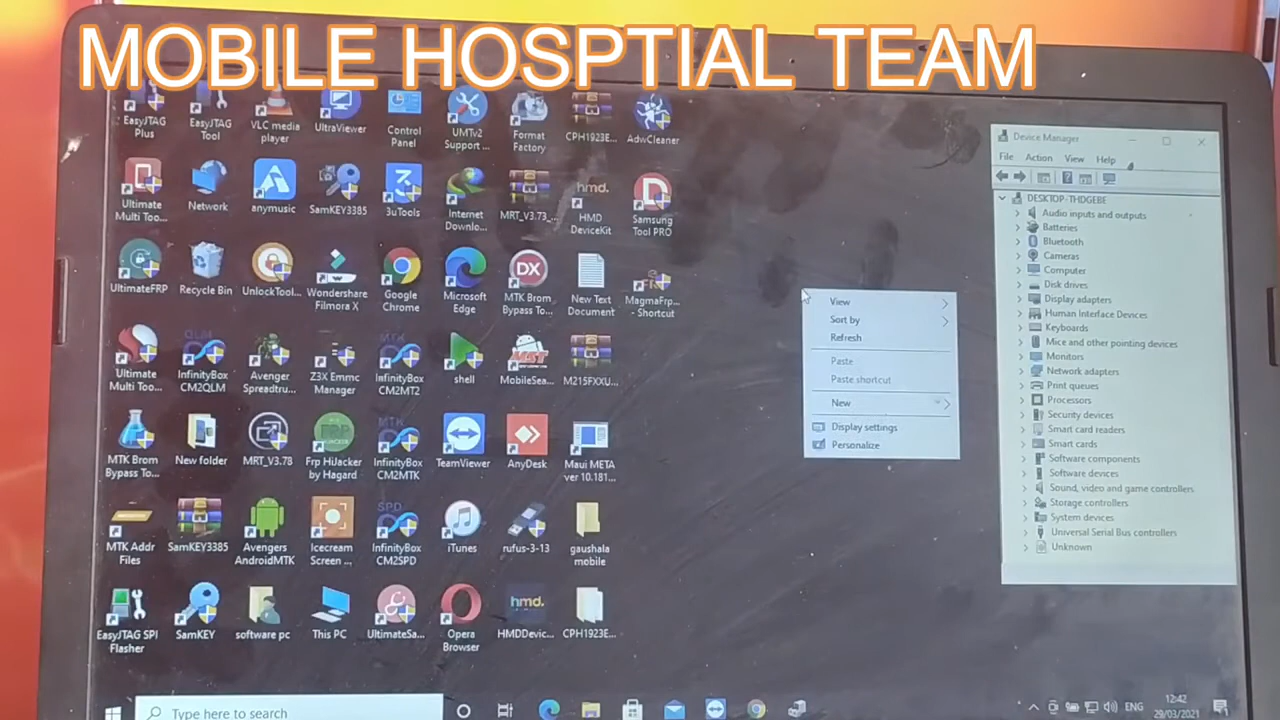 MOBILE HOSPTIAL TEAM
EasyJTAG
Plus
EasyJTAG
Tool
VLC media
player
UltraViewer
Control
Panel
UMTv2
Support ...
Format
Factory
CPH1923E...
AdwCleaner
Ultimate
Multi Too...
Network
anymusic
SamKEY3385
3uTools
Internet
Downlo...
MRT_V3.73_...
hmd.
HMD
DeviceKit
Samsung
Tool PRO
UltimateFRP
Recycle Bin
UnlockTool...
Wondershare
Filmora X
Google
Chrome
Microsoft
Edge
DX
MTK Brom
Bypass To...
New Text
Document
MagmaFrp...
- Shortcut
Ultimate
Multi Too...
InfinityBox
CM2QLM
Avenger
Spreadtru...
Z3X Emmc
Manager
InfinityBox
CM2MT2
shell
MobileSea...
M215FXXU...
MTK Brom
Bypass To...
New folder
MRT_V3.78
Frp HiJacker
by Hagard
InfinityBox
CM2MTK
TeamViewer
AnyDesk
Maui META
ver 10.181...
MTK Addr
Files
SamKEY3385
Avengers
AndroidMTK
Icecream
Screen ...
InfinityBox
CM2SPD
iTunes
rufus-3-13
gaushala
mobile
EasyJTAG SPI
Flasher
SamKEY
software pc
This PC
UltimateSa...
Opera
Browser
hmd.
HMDDevic...
CPH1923E...
View
Sort by
Refresh
Paste
Paste shortcut
New
Display settings
Personalize
Device Manager
File Action View Help
DESKTOP-THDGEBE
Audio inputs and outputs
Batteries
Bluetooth
Cameras
Computer
Disk drives
Display adapters
Human Interface Devices
Keyboards
Mice and other pointing devices
Monitors
Network adapters
Print queues
Processors
Security devices
Smart card readers
Smart cards
Software components
Software devices
Sound, video and game controllers
Storage controllers
System devices
Universal Serial Bus controllers
Unknown
Type here to search
ENG
12:42
29/03/2021